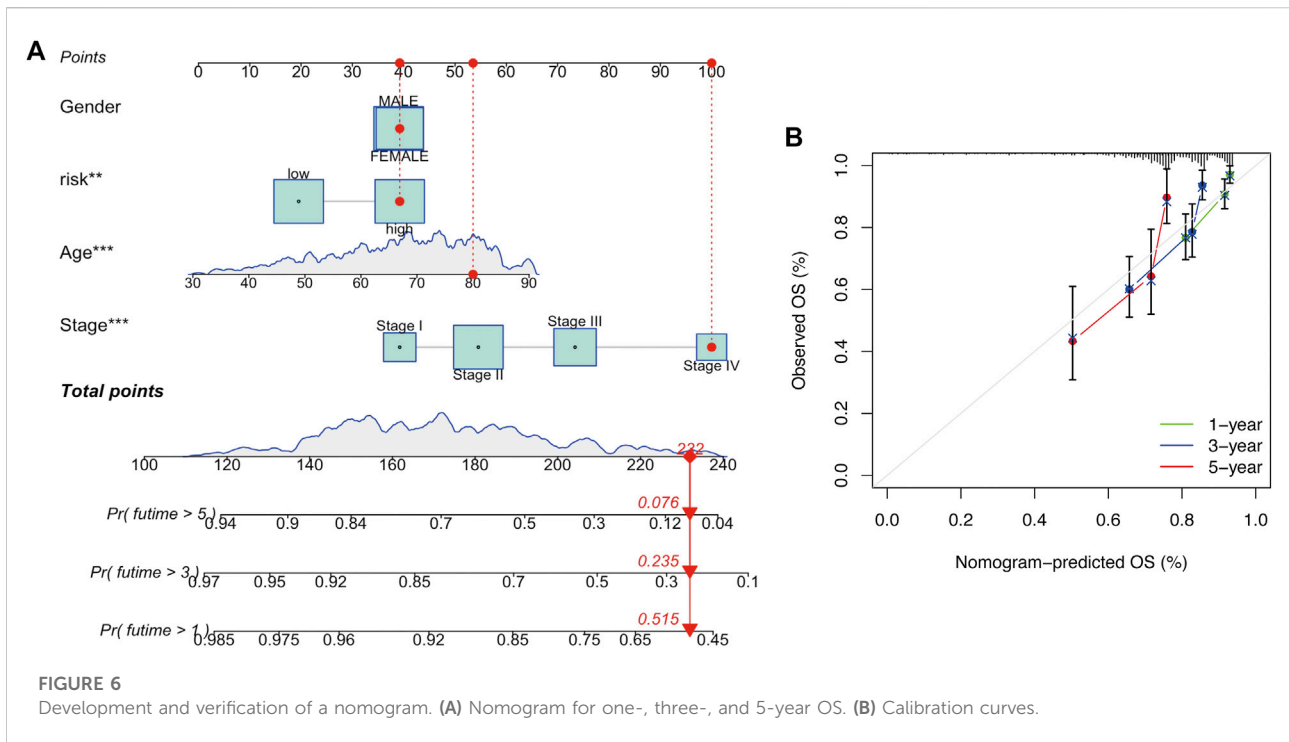 A
Points
0 10 20 30 40 50 60 70 80 90 100
Gender
MALE
FEMALE
risk**
low
high
Age***
30 40 50 60 70 80 90
Stage***
Stage I
Stage II
Stage III
Stage IV
Total points
232
100 120 140 160 180 200 220 240
Pr( futime > 5 )
0.076
0.94 0.9 0.84 0.7 0.5 0.3 0.12 0.04
Pr( futime > 3 )
0.235
0.97 0.95 0.92 0.85 0.7 0.5 0.3 0.1
Pr( futime > 1 )
0.515
0.985 0.975 0.96 0.92 0.85 0.75 0.65 0.45
B
Observed OS (%)
1.0
0.8
0.6
0.4
0.2
0.0
1-year
3-year
5-year
0.0 0.2 0.4 0.6 0.8 1.0
Nomogram-predicted OS (%)
FIGURE 6
Development and verification of a nomogram. (A) Nomogram for one-, three-, and 5-year OS. (B) Calibration curves.